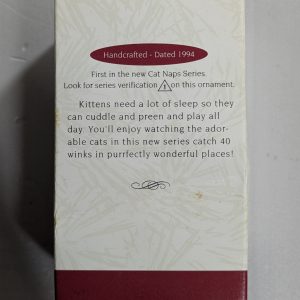 Handcrafted - Dated 1994
First in the new Cat Naps Series.
Look for series verification 1 on this ornament.
Kittens need a lot of sleep so they
can cuddle and preen and play all
day. You'll enjoy watching the ador-
able cats in this new series catch 40
winks in purrfectly wonderful places!